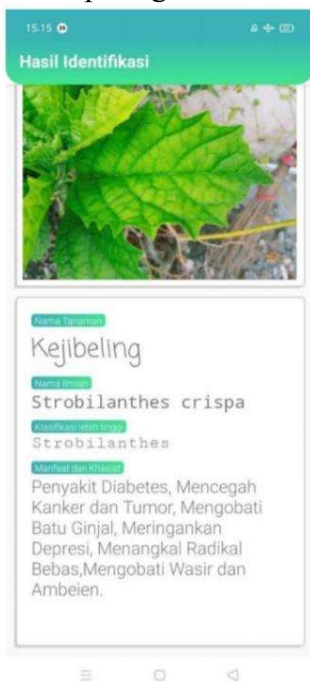 15.15
Hasil Identifikasi
Nama Tanaman
Kejibeling
Nama Ilmiah
Strobilanthes crispa
Klasifikasi lebih tinggi
Strobilanthes
Manfaat dan Khasiat
Penyakit Diabetes, Mencegah
Kanker dan Tumor, Mengobati
Batu Ginjal, Meringankan
Depresi, Menangkal Radikal
Bebas,Mengobati Wasir dan
Ambeien.